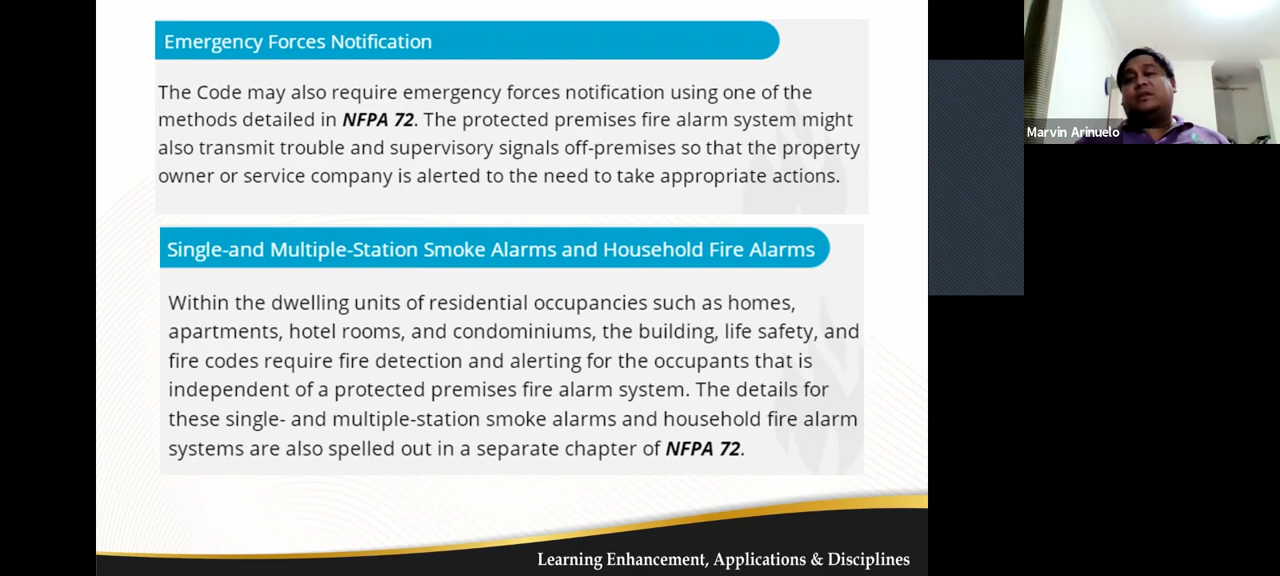 Emergency Forces Notification
The Code may also require emergency forces notification using one of the
methods detailed in NFPA 72. The protected premises fire alarm system might
also transmit trouble and supervisory signals off-premises so that the property
owner or service company is alerted to the need to take appropriate actions.
Single-and Multiple-Station Smoke Alarms and Household Fire Alarms
Within the dwelling units of residential occupancies such as homes,
apartments, hotel rooms, and condominiums, the building, life safety, and
fire codes require fire detection and alerting for the occupants that is
independent of a protected premises fire alarm system. The details for
these single- and multiple-station smoke alarms and household fire alarm
systems are also spelled out in a separate chapter of NFPA 72.
Learning Enhancement, Applications & Disciplines
Marvin Arinuelo